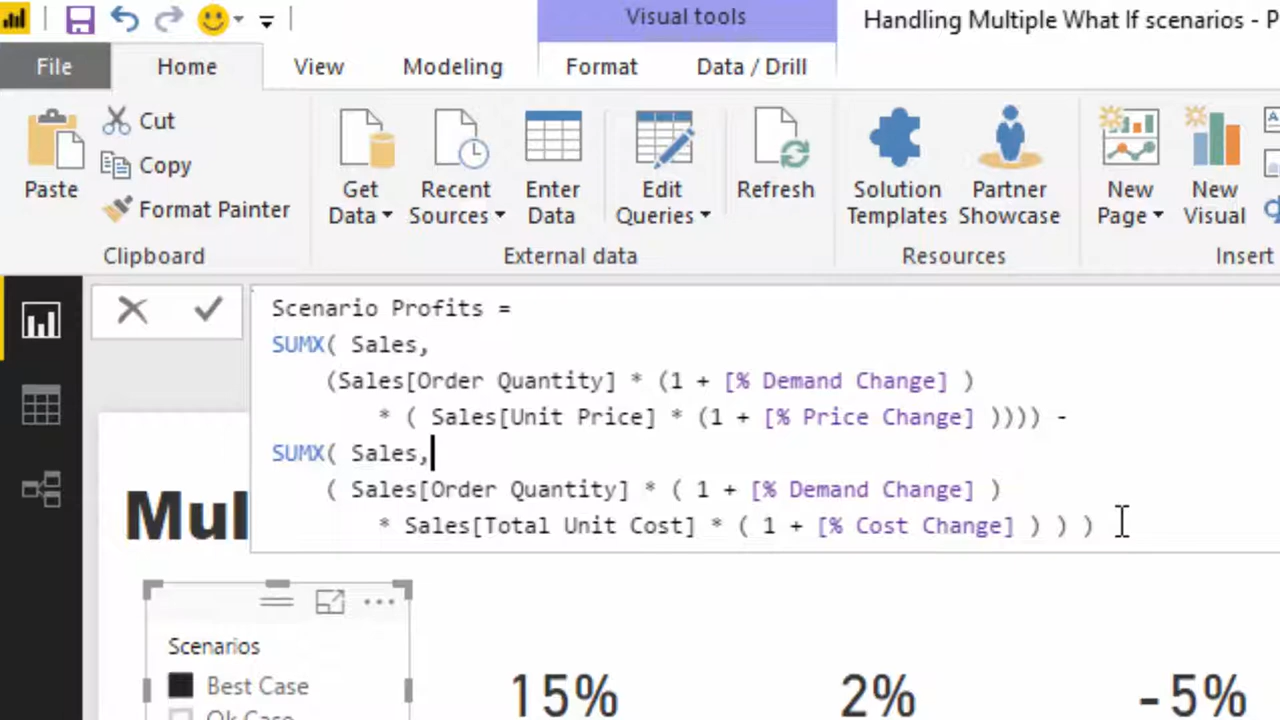 Visual tools
Handling Multiple What If scenarios - P
File Home View Modeling Format Data / Drill
Cut
Copy
Format Painter
Paste
Get Data
Recent Sources
Enter Data
Edit Queries
Refresh
Solution Templates
Partner Showcase
New Page
New Visual
Clipboard External data Resources Insert
Scenario Profits =
SUMX( Sales,
(Sales[Order Quantity] * (1 + [% Demand Change] )
* ( Sales[Unit Price] * (1 + [% Price Change] )))) -
SUMX( Sales,
( Sales[Order Quantity] * ( 1 + [% Demand Change] )
* Sales[Total Unit Cost] * ( 1 + [% Cost Change] ) ) )
Mul
Scenarios
Best Case
Ok Case
15% 2% -5%